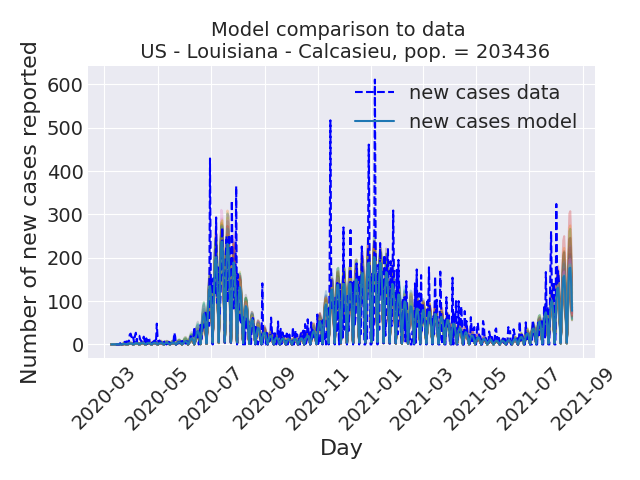 Model comparison to data
US - Louisiana - Calcasieu, pop. = 203436
Number of new cases reported
600
500
400
300
200
100
0
new cases data
new cases model
2020-03
2020-05
2020-07
2020-09
2020-11
2021-01
2021-03
2021-05
2021-07
2021-09
Day